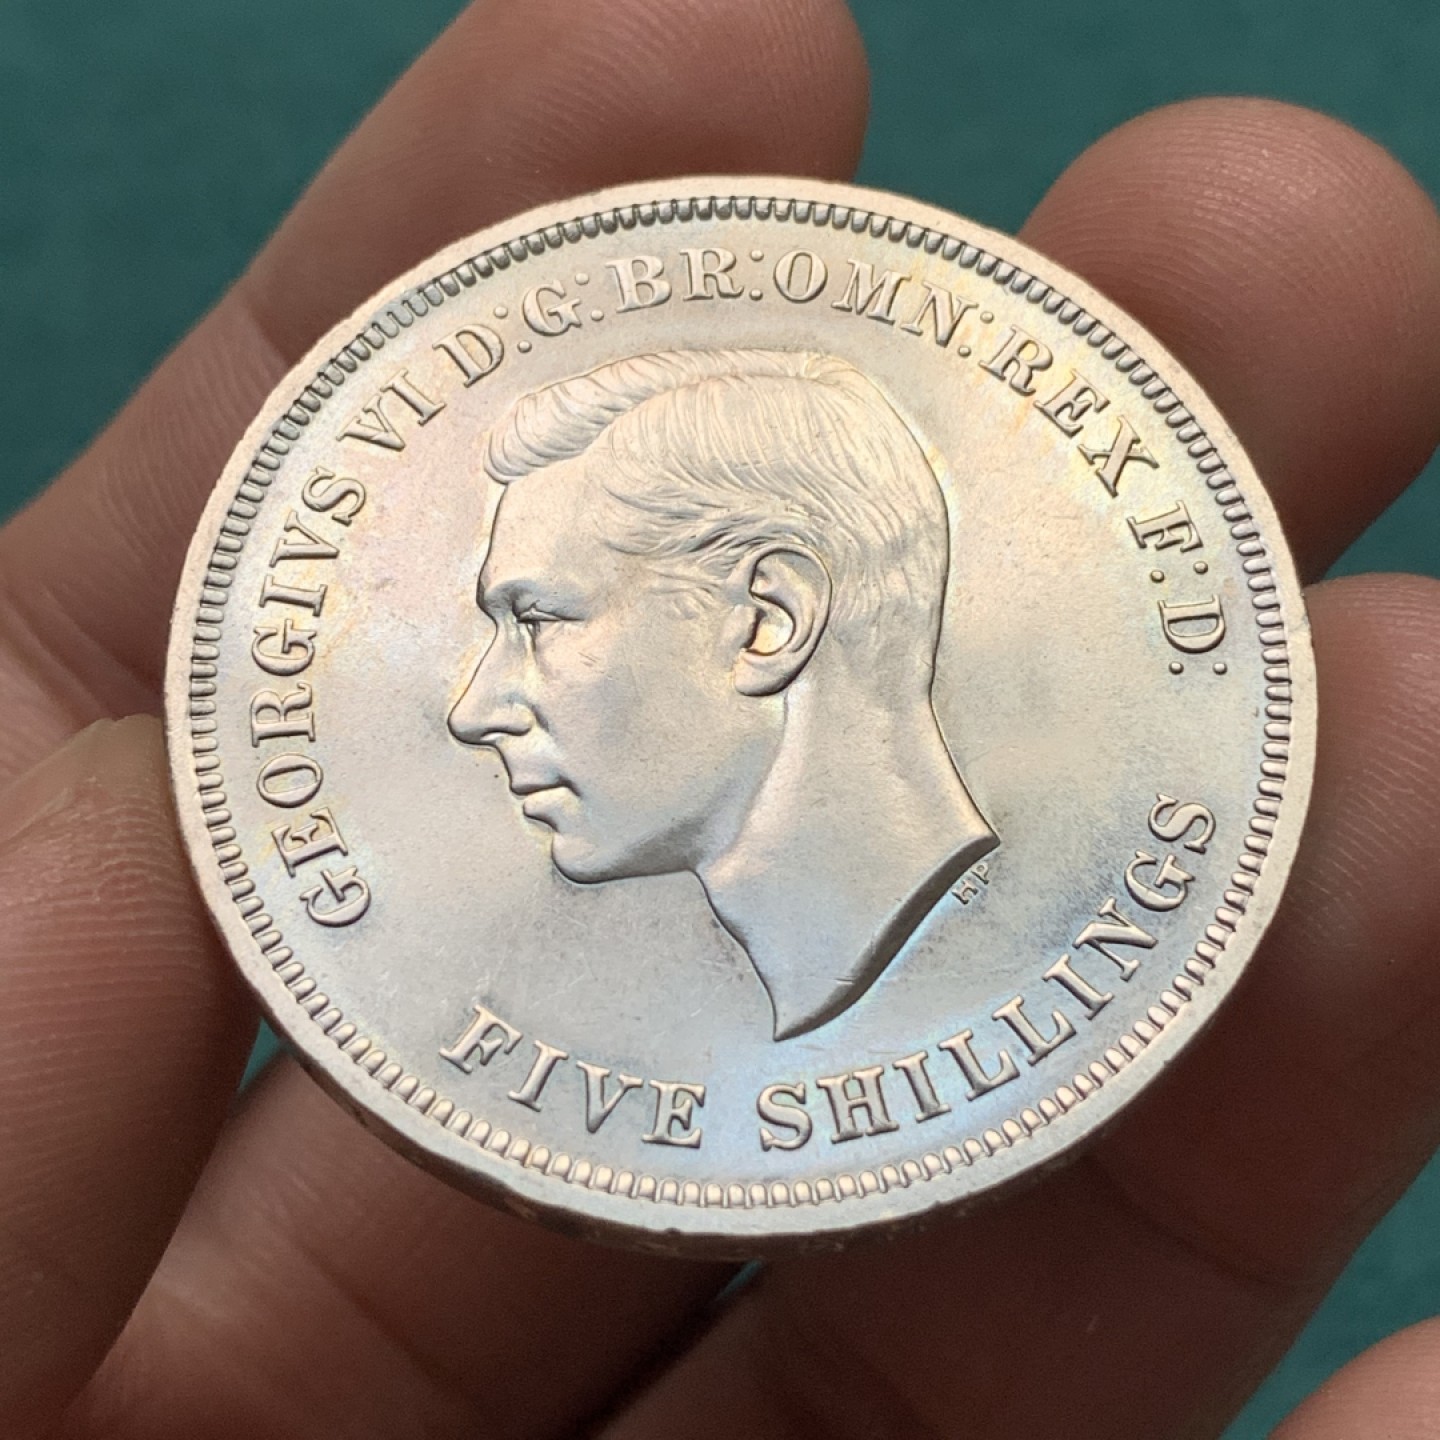 GEORGIVS VI D:G:BR:OMN:REX F:D:
HP
FIVE SHILLINGS